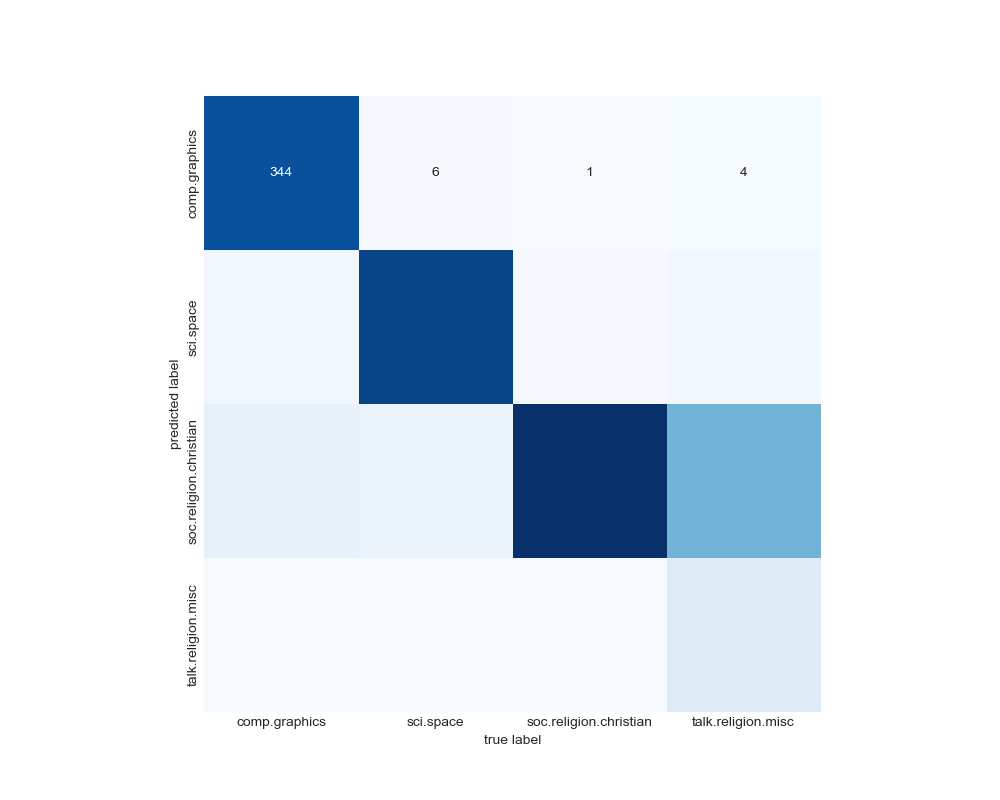 comp.graphics
344 6 1 4
sci.space
predicted label
soc.religion.christian
talk.religion.misc
comp.graphics sci.space soc.religion.christian talk.religion.misc
true label